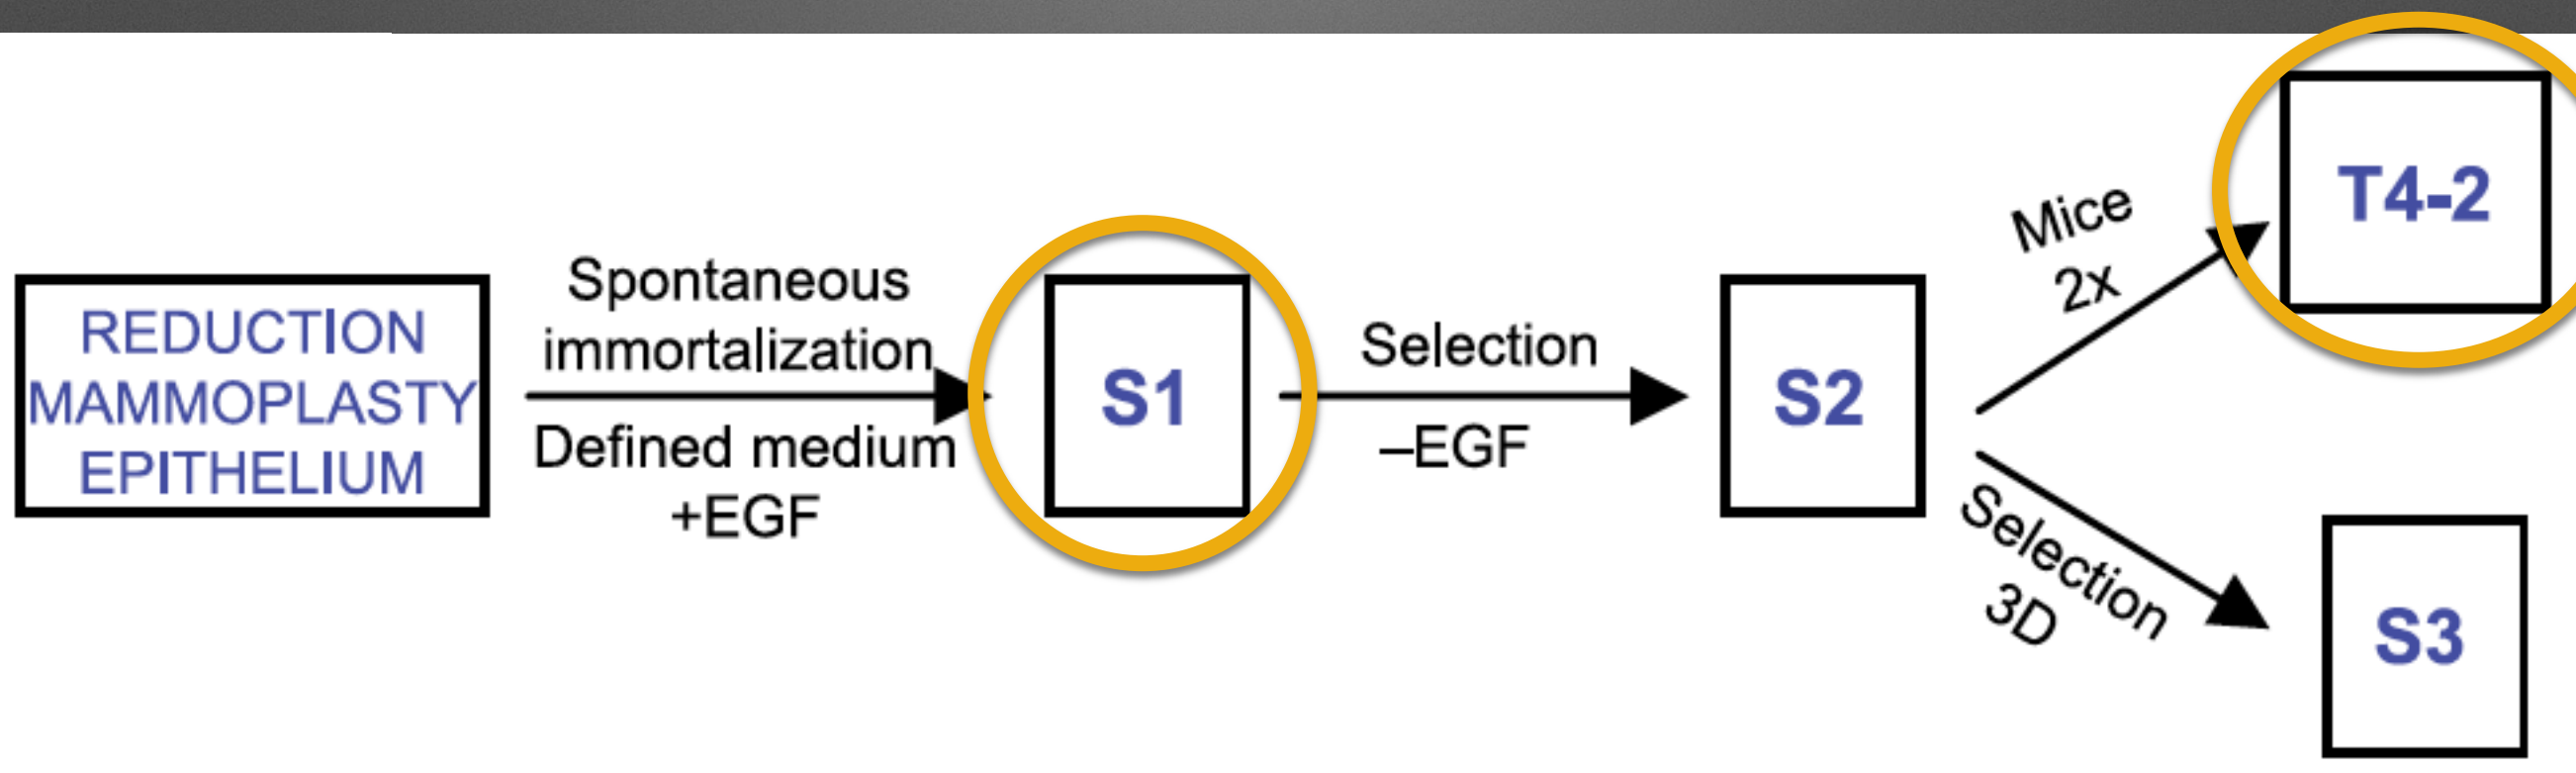 REDUCTION
MAMMOPLASTY
EPITHELIUM
Spontaneous
immortalization
Defined medium
+EGF
S1
Selection
–EGF
S2
Mice
2x
T4-2
Selection
3D
S3